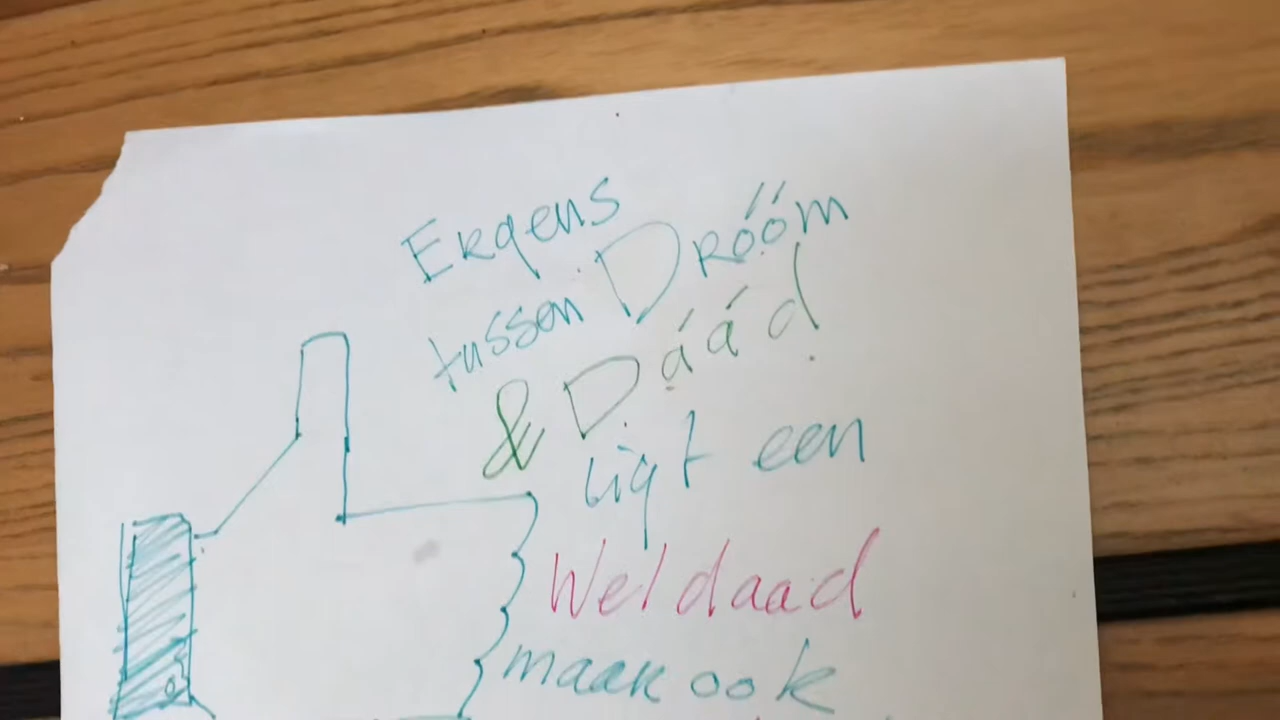 Ergens
tussen Dróóm
& Dáád
ligt een
Weldaad
maak ook